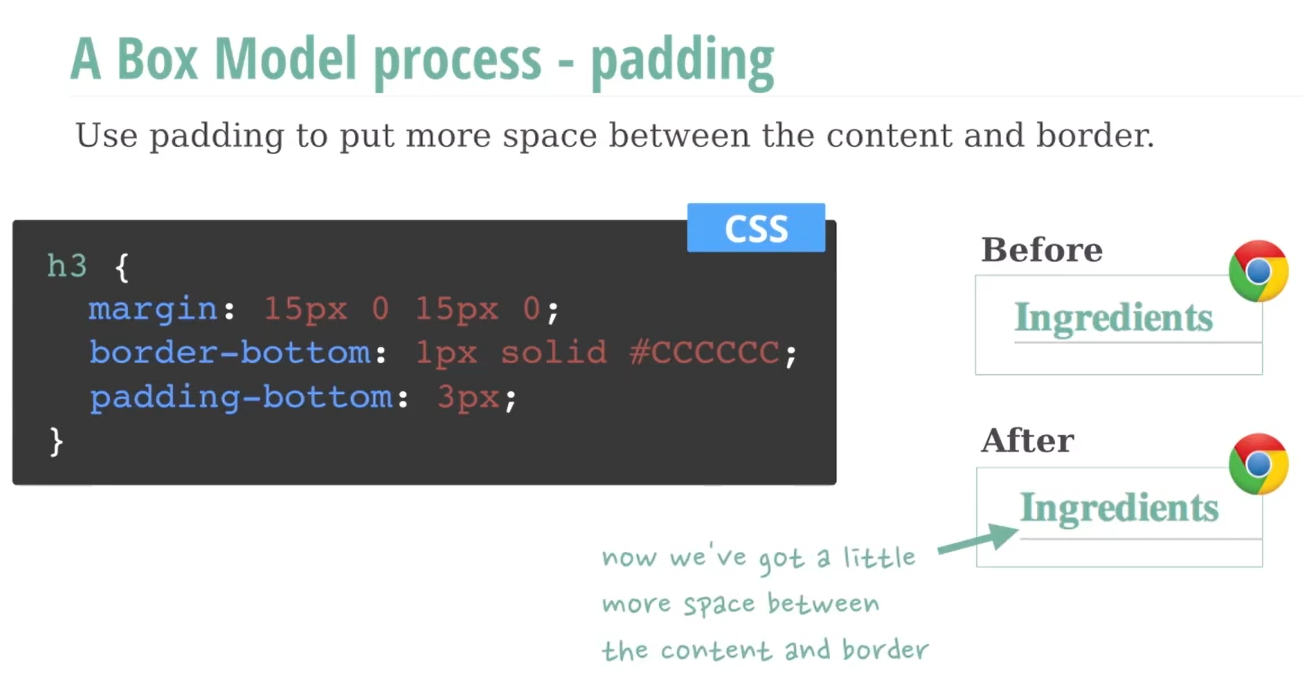 A Box Model process - padding
Use padding to put more space between the content and border.
CSS
h3 {
margin: 15px 0 15px 0;
border-bottom: 1px solid #CCCCCC;
padding-bottom: 3px;
}
Before
Ingredients
After
Ingredients
now we've got a little
more space between
the content and border